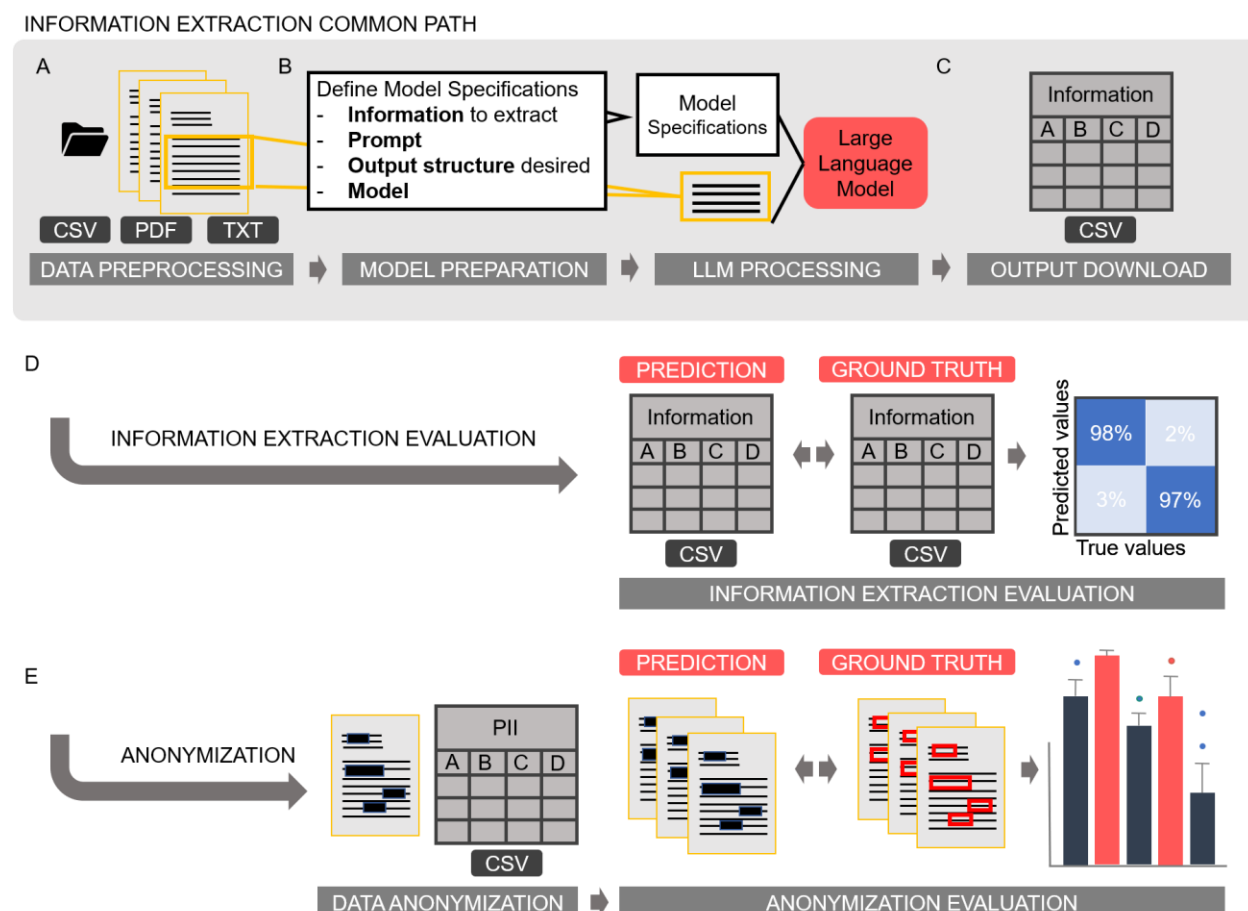 INFORMATION EXTRACTION COMMON PATH
A
B
C
Define Model Specifications
- Information to extract
- Prompt
- Output structure desired
- Model
Model
Specifications
Large
Language
Model
Information
A B C D
CSV
CSV PDF TXT
DATA PREPROCESSING
MODEL PREPARATION
LLM PROCESSING
OUTPUT DOWNLOAD
D
INFORMATION EXTRACTION EVALUATION
PREDICTION
GROUND TRUTH
Information
A B C D
CSV
Information
A B C D
CSV
Predicted values
98% 2%
3% 97%
True values
INFORMATION EXTRACTION EVALUATION
E
ANONYMIZATION
PII
A B C D
CSV
PREDICTION
GROUND TRUTH
DATA ANONYMIZATION
ANONYMIZATION EVALUATION